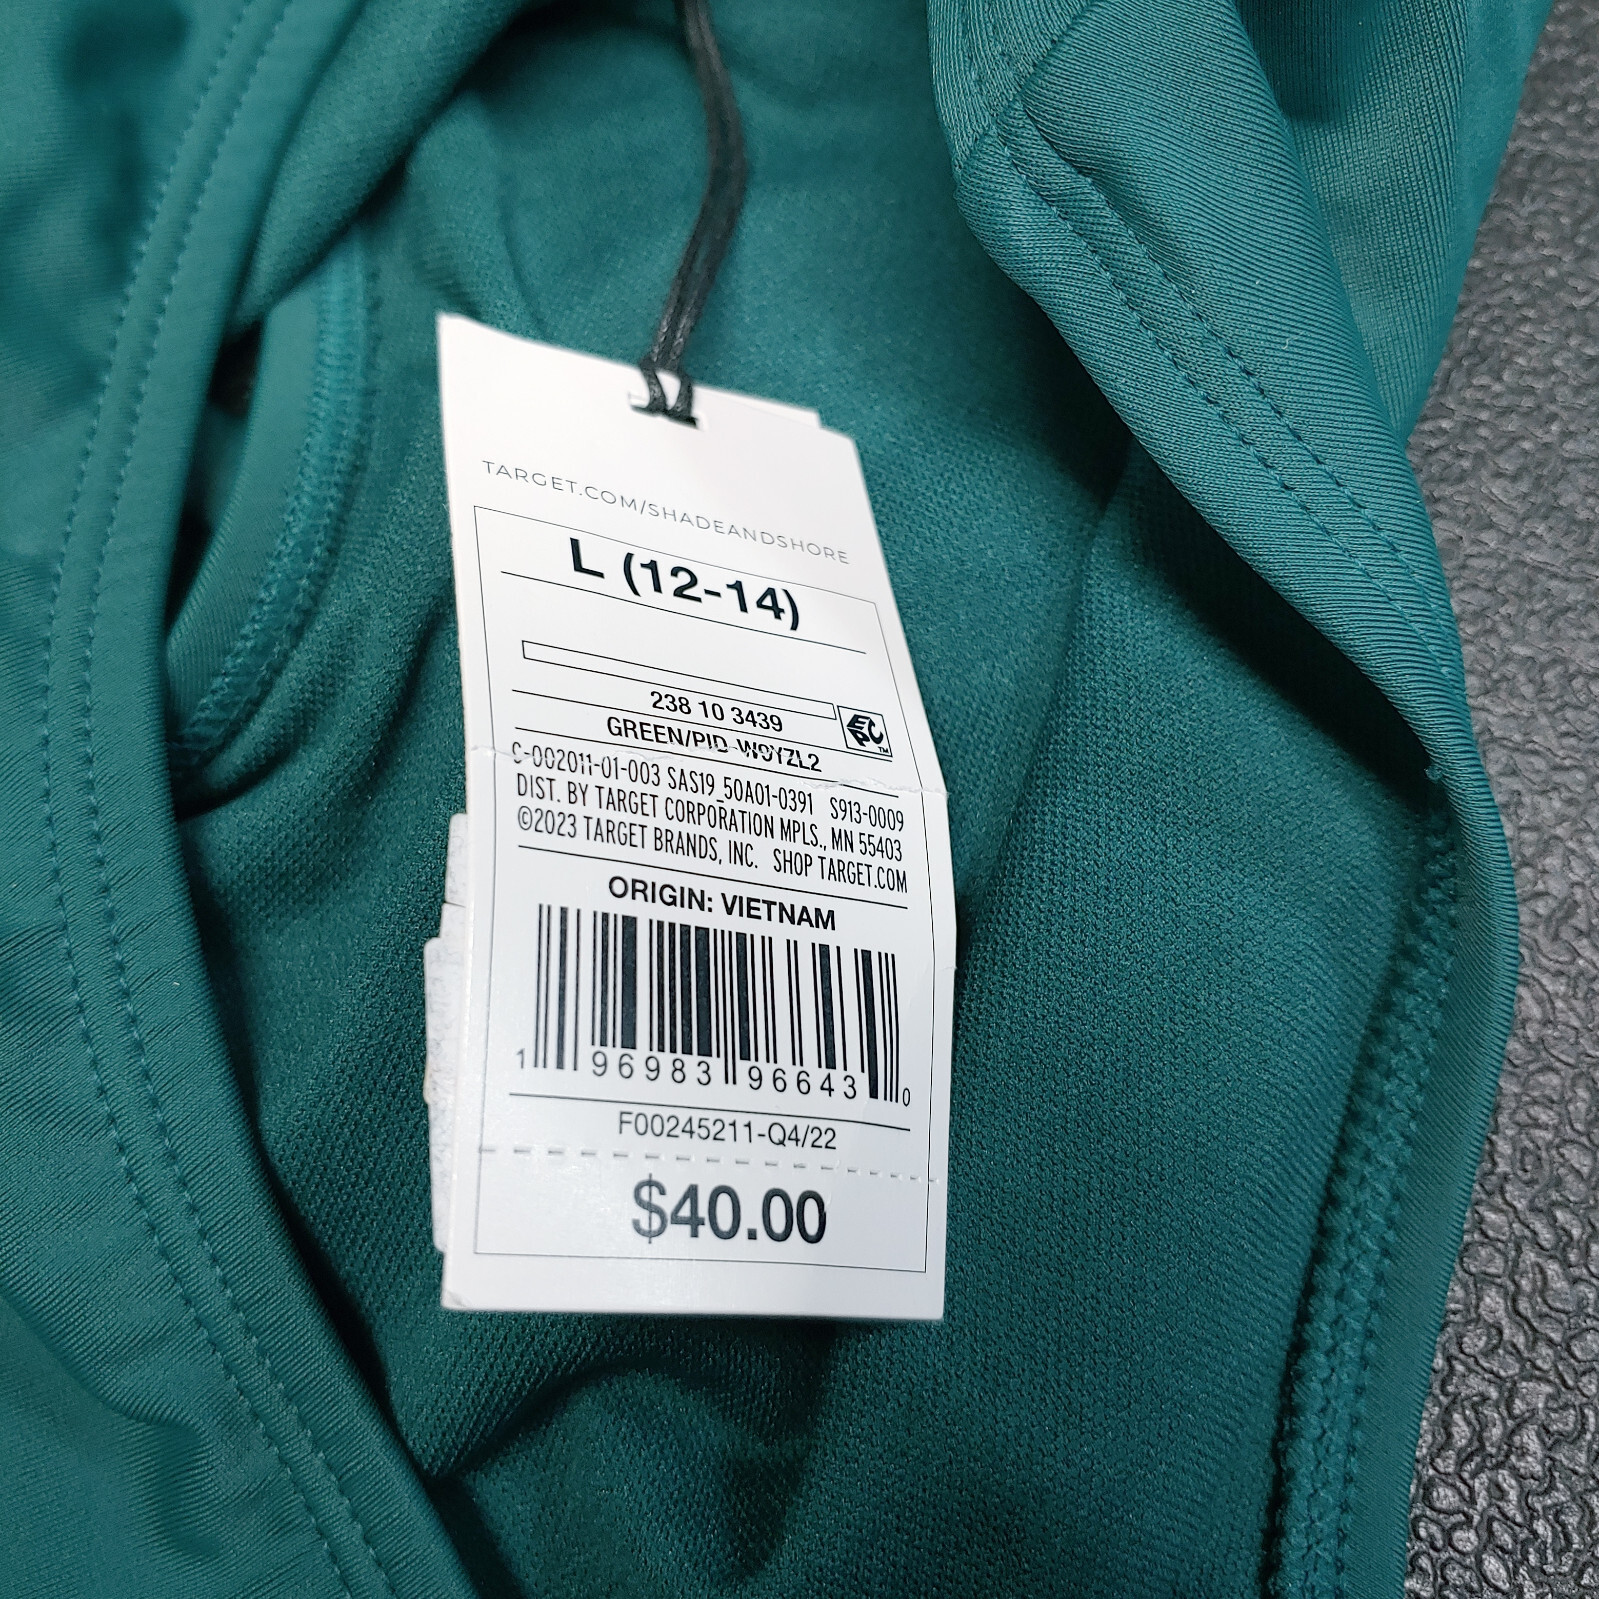 TARGET.COM/SHADEANDSHORE
L (12-14)
238 10 3439
EPC™
GREEN/PID-W9YZL2
C-002011-01-003 SAS19_50A01-0391 S913-0009
DIST. BY TARGET CORPORATION MPLS., MN 55403
©2023 TARGET BRANDS, INC. SHOP TARGET.COM
ORIGIN: VIETNAM
1 96983 96643 0
F00245211-Q4/22
$40.00